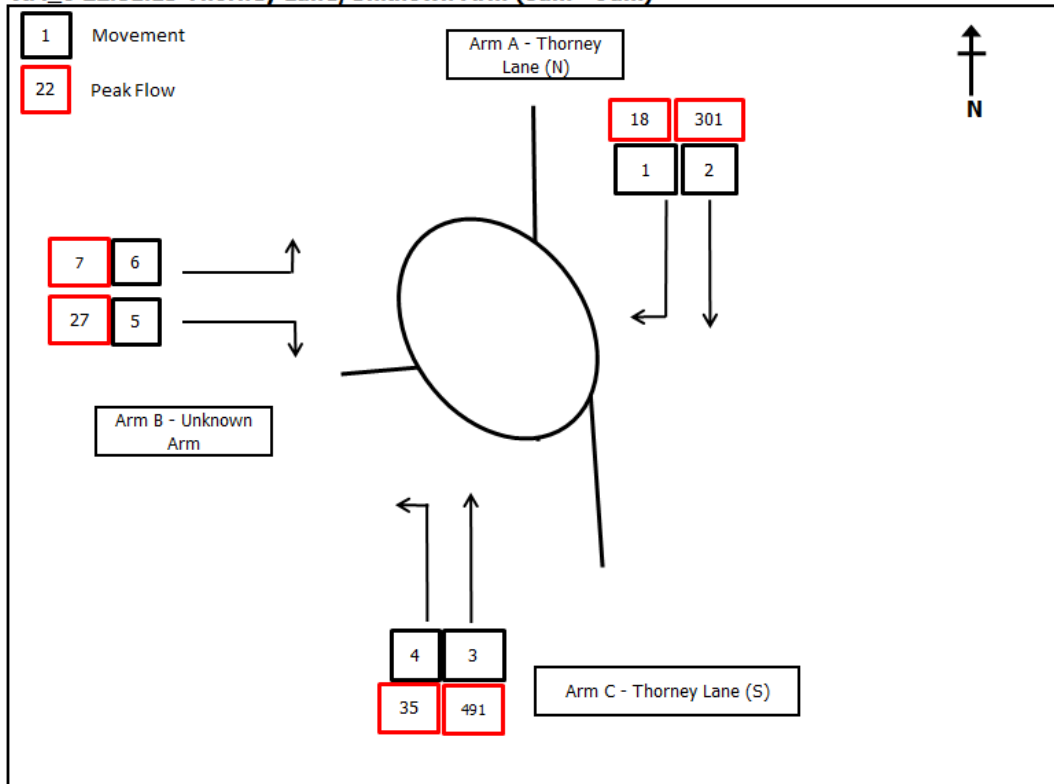 1 Movement
22 Peak Flow
Arm A - Thorney
Lane (N)
N
18 301
1 2
7 6
27 5
Arm B - Unknown
Arm
4 3
35 491
Arm C - Thorney Lane (S)